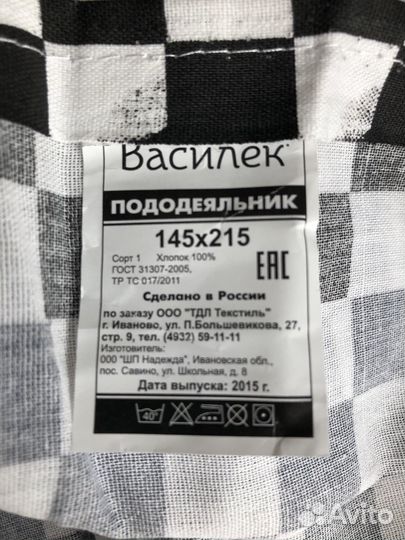 Василек
ПОДОДЕЯЛЬНИК
145х215
Сорт 1 Хлопок 100%
ГОСТ 31307-2005,
ТР ТС 017/2011
EAC
Сделано в России
по заказу ООО "ТДЛ Текстиль"
г. Иваново, ул. П.Большевикова, 27,
стр. 9, тел. (4932) 59-11-11
Изготовитель:
ООО "ШП Надежда", Ивановская обл.,
пос. Савино, ул. Школьная, д. 8
Дата выпуска: 2015 г.
40°
Avito